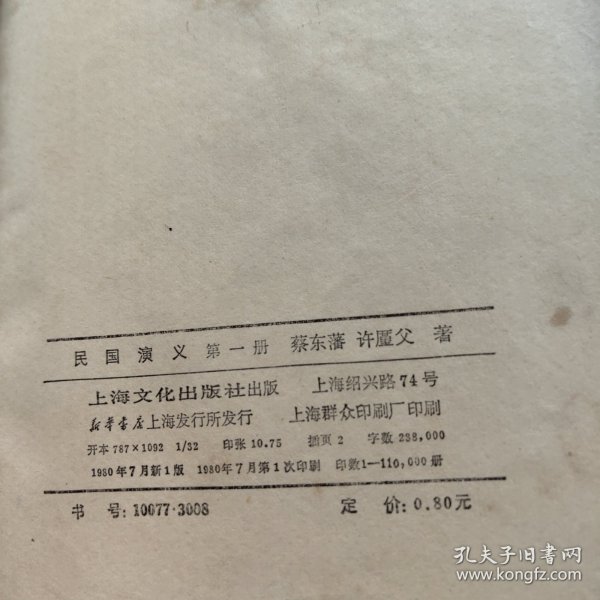 民国演义 第一册 蔡东藩 许廑父 著
上海文化出版社出版 上海绍兴路74号
新华书店上海发行所发行 上海群众印刷厂印刷
开本 787×1092 1/32 印张 10.75 插页 2 字数 238,000
1980年7月新1版 1980年7月第1次印刷 印数1—110,000册
书号:10077·3008 定价:0.80元
孔夫子旧书网
www.kongfz.com